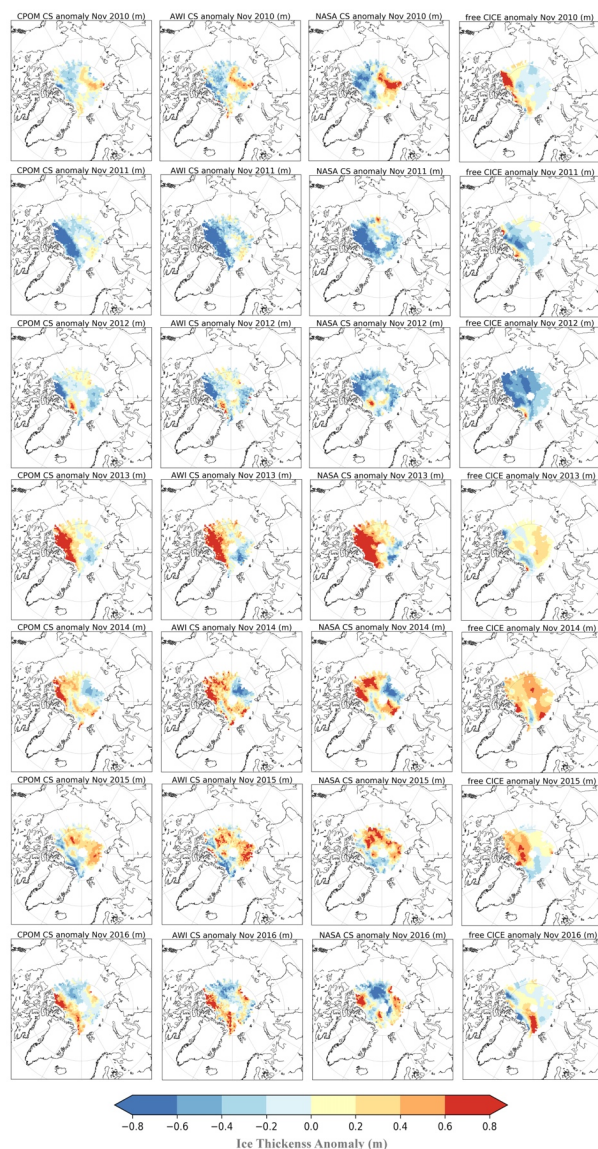 CPOM CS anomaly Nov 2010 (m) AWI CS anomaly Nov 2010 (m) NASA CS anomaly Nov 2010 (m) free CICE anomaly Nov 2010 (m)
CPOM CS anomaly Nov 2011 (m) AWI CS anomaly Nov 2011 (m) NASA CS anomaly Nov 2011 (m) free CICE anomaly Nov 2011 (m)
CPOM CS anomaly Nov 2012 (m) AWI CS anomaly Nov 2012 (m) NASA CS anomaly Nov 2012 (m) free CICE anomaly Nov 2012 (m)
CPOM CS anomaly Nov 2013 (m) AWI CS anomaly Nov 2013 (m) NASA CS anomaly Nov 2013 (m) free CICE anomaly Nov 2013 (m)
CPOM CS anomaly Nov 2014 (m) AWI CS anomaly Nov 2014 (m) NASA CS anomaly Nov 2014 (m) free CICE anomaly Nov 2014 (m)
CPOM CS anomaly Nov 2015 (m) AWI CS anomaly Nov 2015 (m) NASA CS anomaly Nov 2015 (m) free CICE anomaly Nov 2015 (m)
CPOM CS anomaly Nov 2016 (m) AWI CS anomaly Nov 2016 (m) NASA CS anomaly Nov 2016 (m) free CICE anomaly Nov 2016 (m)
−0.8 −0.6 −0.4 −0.2 0.0 0.2 0.4 0.6 0.8
Ice Thickenss Anomaly (m)